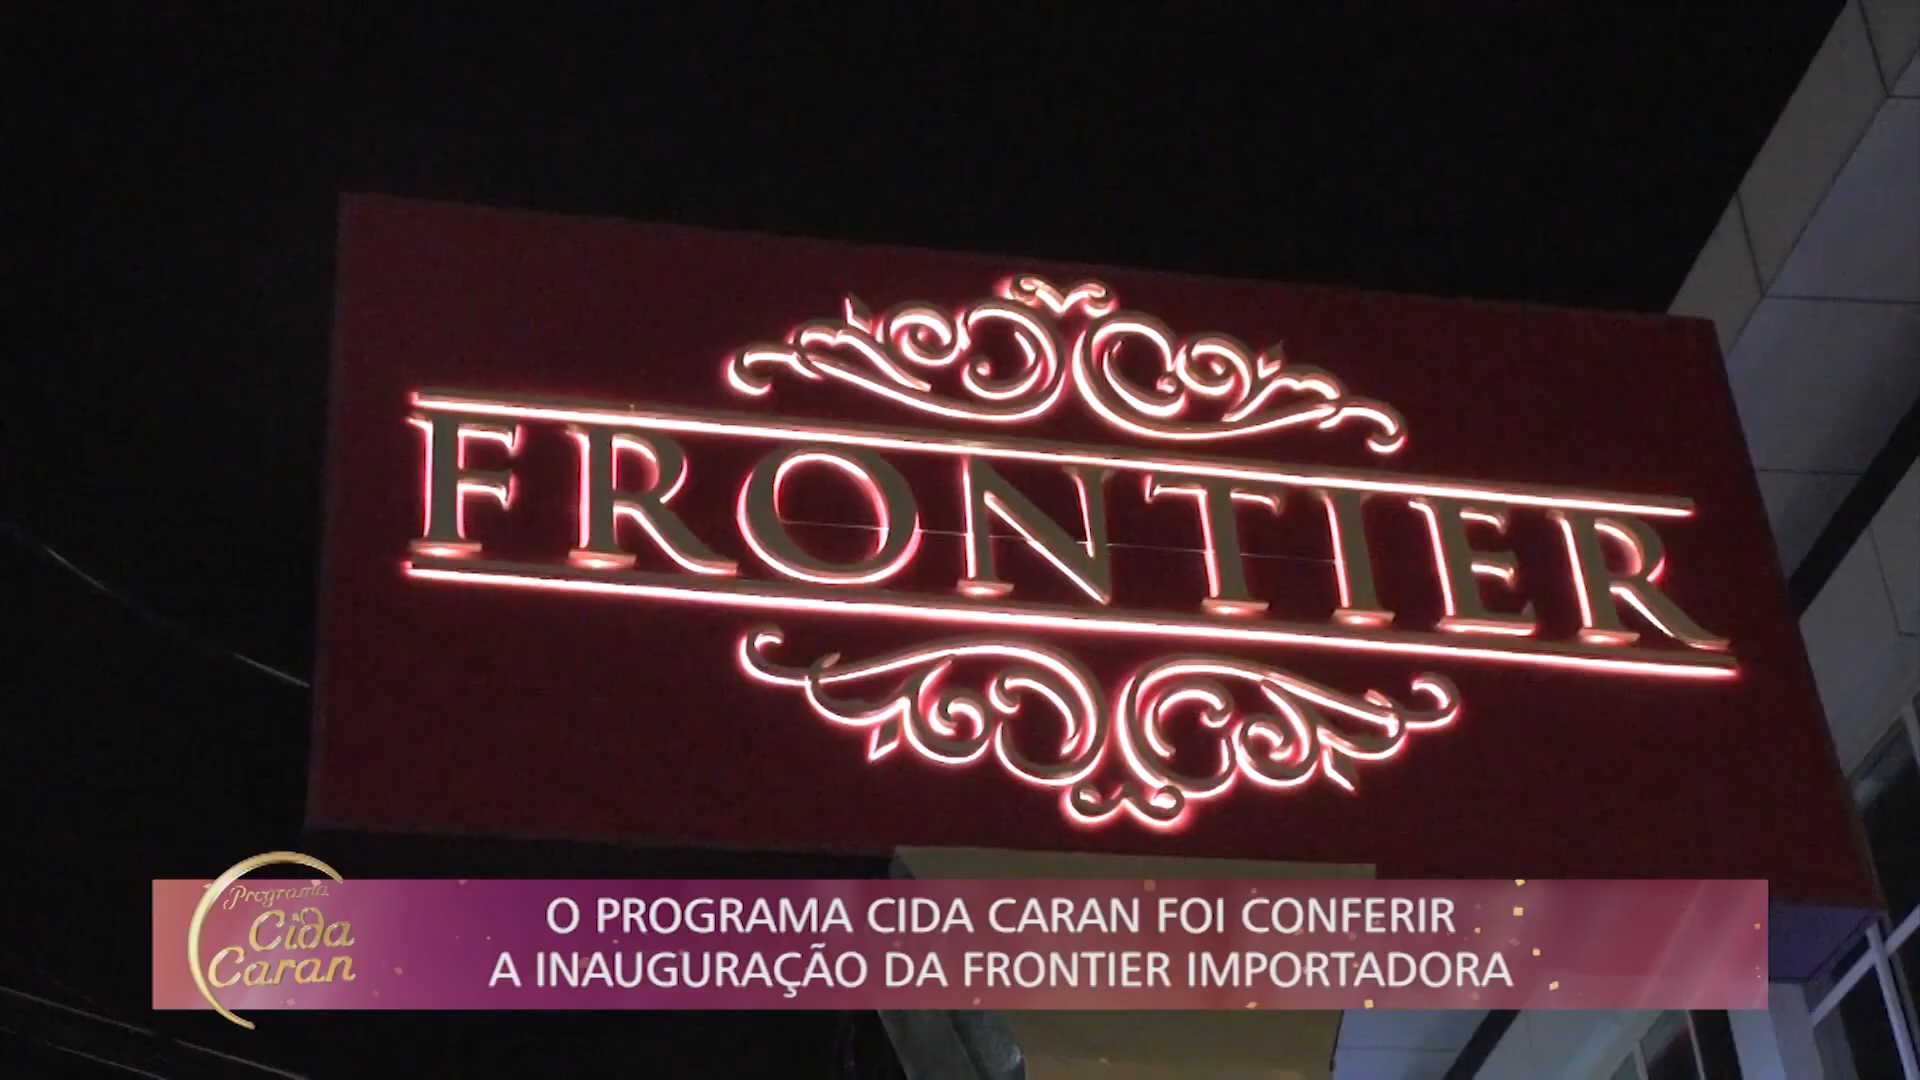 FRONTIER
Programa
Cida
Caran
O PROGRAMA CIDA CARAN FOI CONFERIR
A INAUGURAÇÃO DA FRONTIER IMPORTADORA